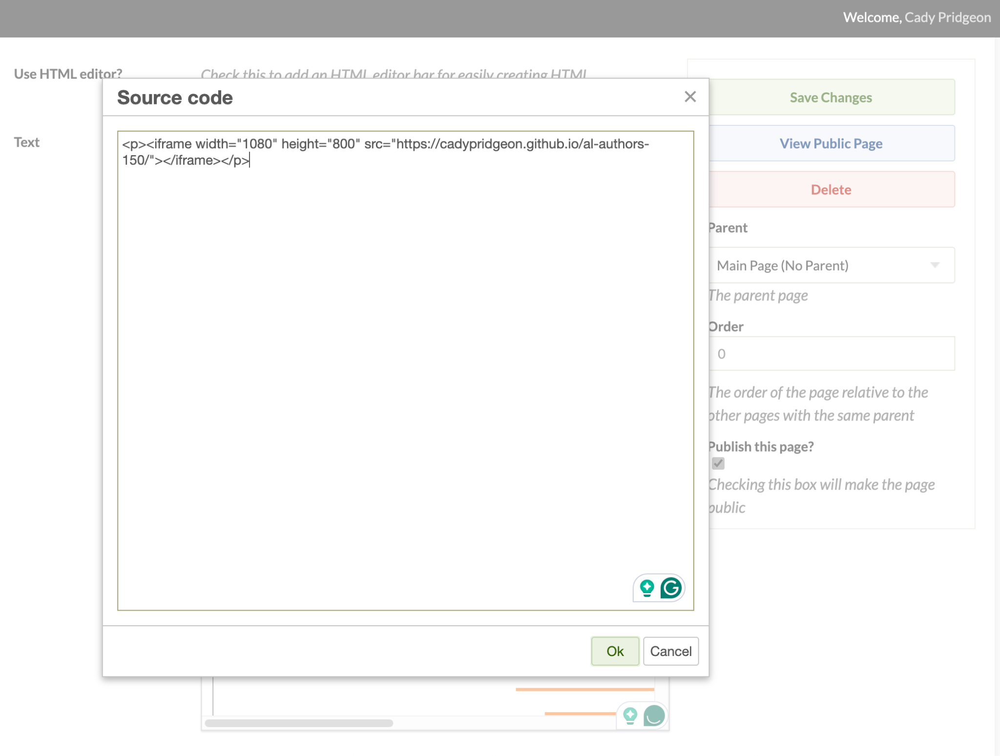 Welcome, Cady Pridgeon
Use HTML editor?
Check this to add an HTML editor bar for easily creating HTML
Source code
Save Changes
<p><iframe width="1080" height="800" src="https://cadypridgeon.github.io/al-authors-
150/"></iframe></p>
Text
View Public Page
Delete
Parent
Main Page (No Parent)
The parent page
Order
0
The order of the page relative to the
other pages with the same parent
Publish this page?
Checking this box will make the page
public
Ok
Cancel